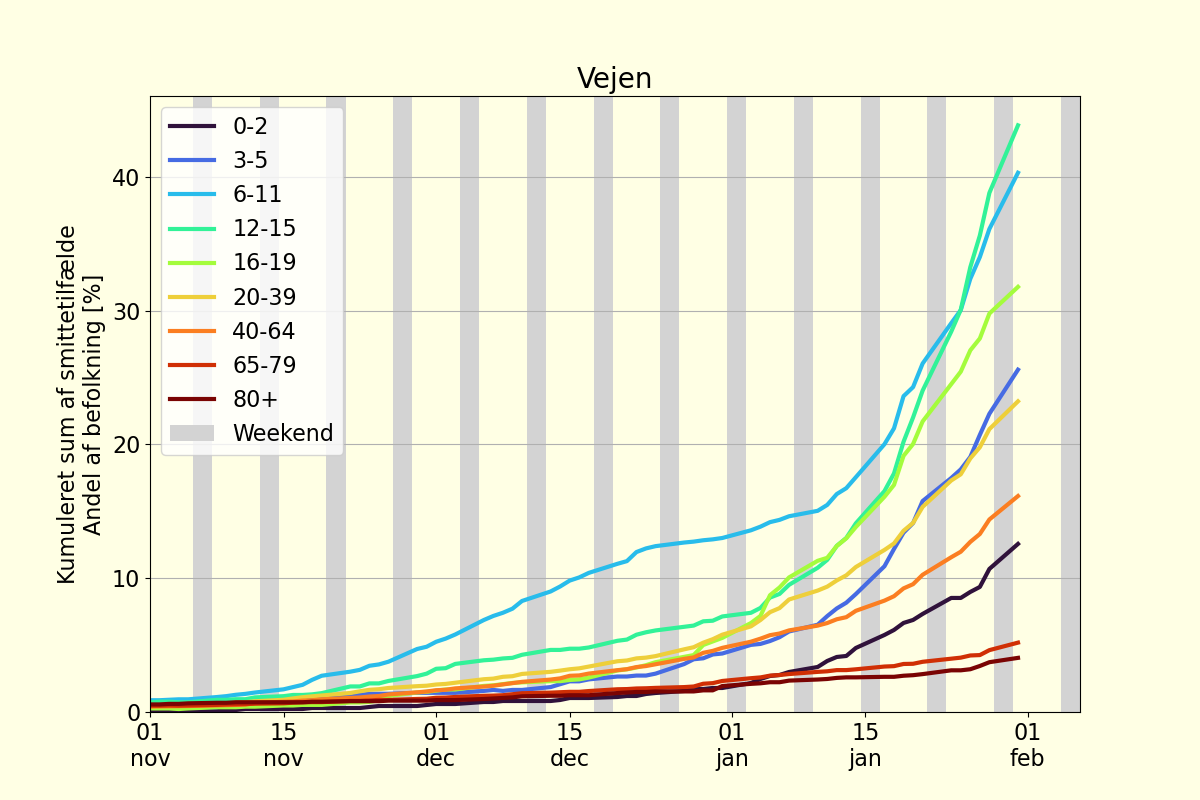 Vejen
Kumuleret sum af smittetilfælde
Andel af befolkning [%]
0-2
3-5
6-11
12-15
16-19
20-39
40-64
65-79
80+
Weekend
40
30
20
10
0
01 15 01 15 01 15 01
nov nov dec dec jan jan feb